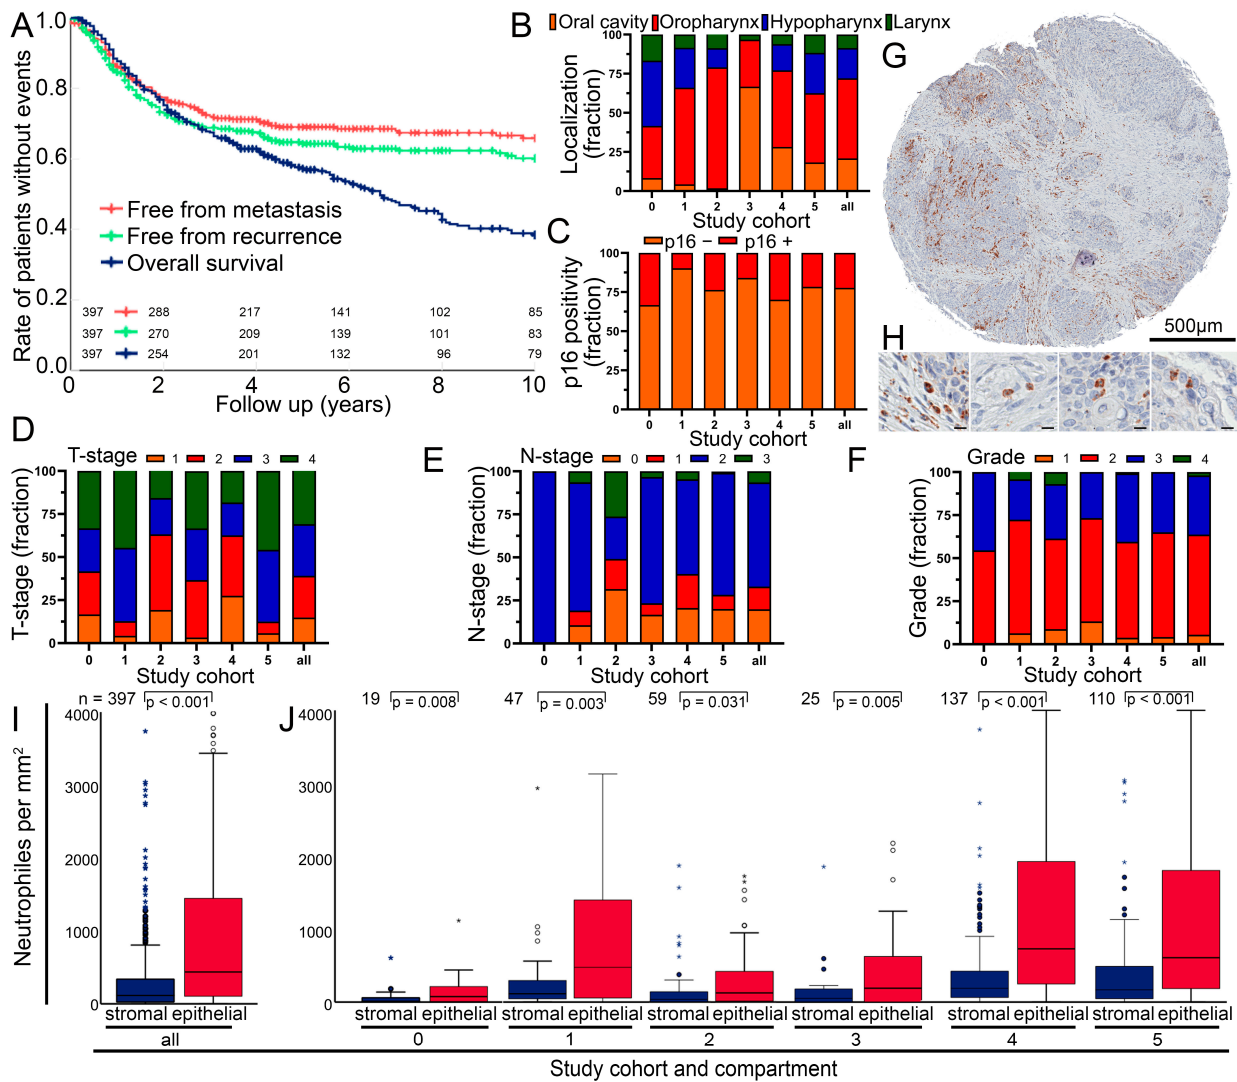 A
1.0
0.8
0.6
0.4
0.2
0.0
Rate of patients without events
Free from metastasis
Free from recurrence
Overall survival
397 288 217 141 102 85
397 270 209 139 101 83
397 254 201 132 96 79
0 2 4 6 8 10
Follow up (years)
B
Oral cavity Oropharynx Hypopharynx Larynx
Localization
(fraction)
100
75
50
25
0
0 1 2 3 4 5 all
Study cohort
C
p16 – p16 +
p16 positivity
(fraction)
100
75
50
25
0
0 1 2 3 4 5 all
Study cohort
G
500µm
H
D
T-stage 1 2 3 4
T-stage (fraction)
100
75
50
25
0
0 1 2 3 4 5 all
Study cohort
E
N-stage 0 1 2 3
N-stage (fraction)
100
75
50
25
0
0 1 2 3 4 5 all
Study cohort
F
Grade 1 2 3 4
Grade (fraction)
100
75
50
25
0
0 1 2 3 4 5 all
Study cohort
I
n = 397 p < 0.001
Neutrophiles per mm²
4000
3000
2000
1000
0
stromal epithelial
all
J
19 p = 0.008 47 p = 0.003 59 p = 0.031 25 p = 0.005 137 p < 0.001 110 p < 0.001
4000
3000
2000
1000
0
stromal epithelial stromal epithelial stromal epithelial stromal epithelial stromal epithelial stromal epithelial
0 1 2 3 4 5
Study cohort and compartment